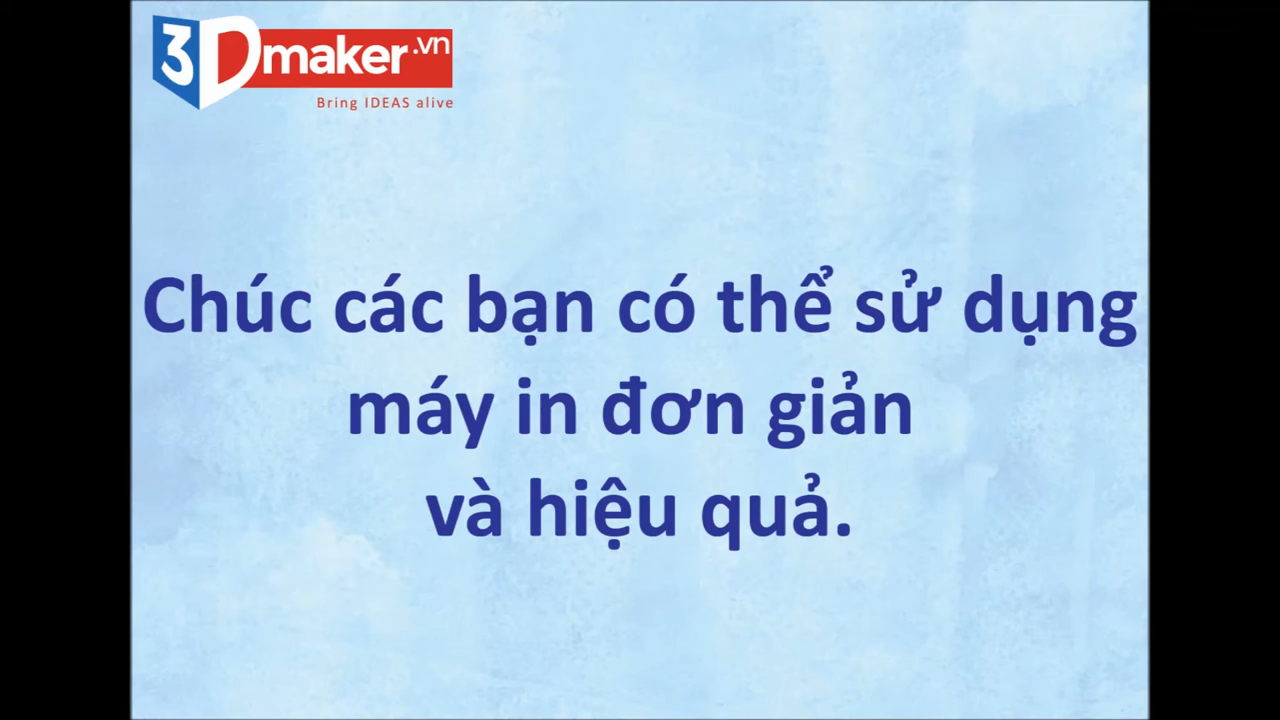 3Dmaker.vn
Bring IDEAS alive
Chúc các bạn có thể sử dụng
máy in đơn giản
và hiệu quả.